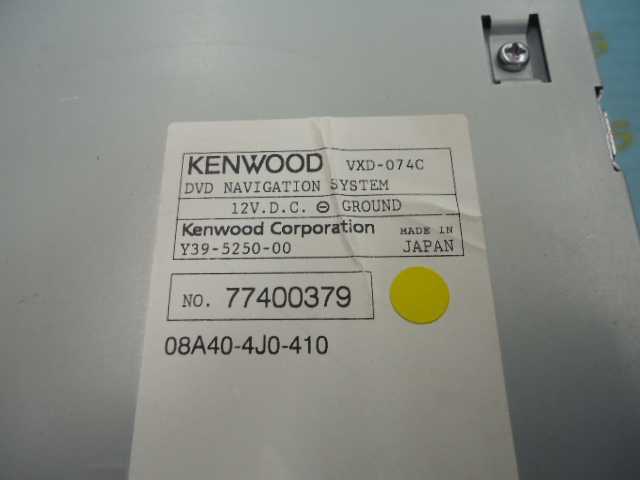 KENWOOD VXD-074C
DVD NAVIGATION SYSTEM
12V.D.C. ⊖ GROUND
Kenwood Corporation MADE IN
Y39-5250-00 JAPAN
NO. 77400379
08A40-4J0-410